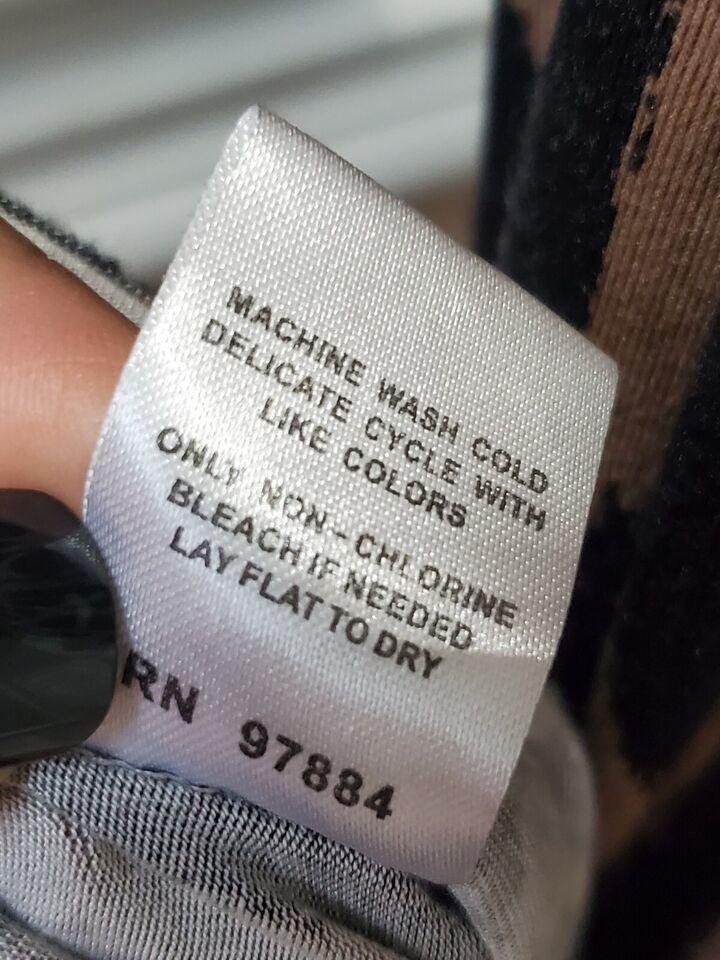 MACHINE WASH COLD
DELICATE CYCLE WITH
LIKE COLORS
ONLY NON-CHLORINE
BLEACH IF NEEDED
LAY FLAT TO DRY
RN 97884